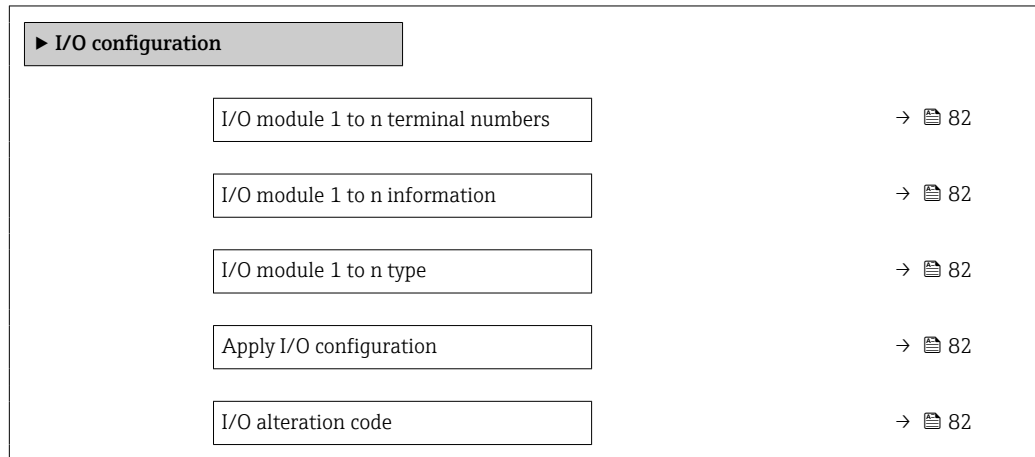 ► I/O configuration
I/O module 1 to n terminal numbers → 82
I/O module 1 to n information → 82
I/O module 1 to n type → 82
Apply I/O configuration → 82
I/O alteration code → 82